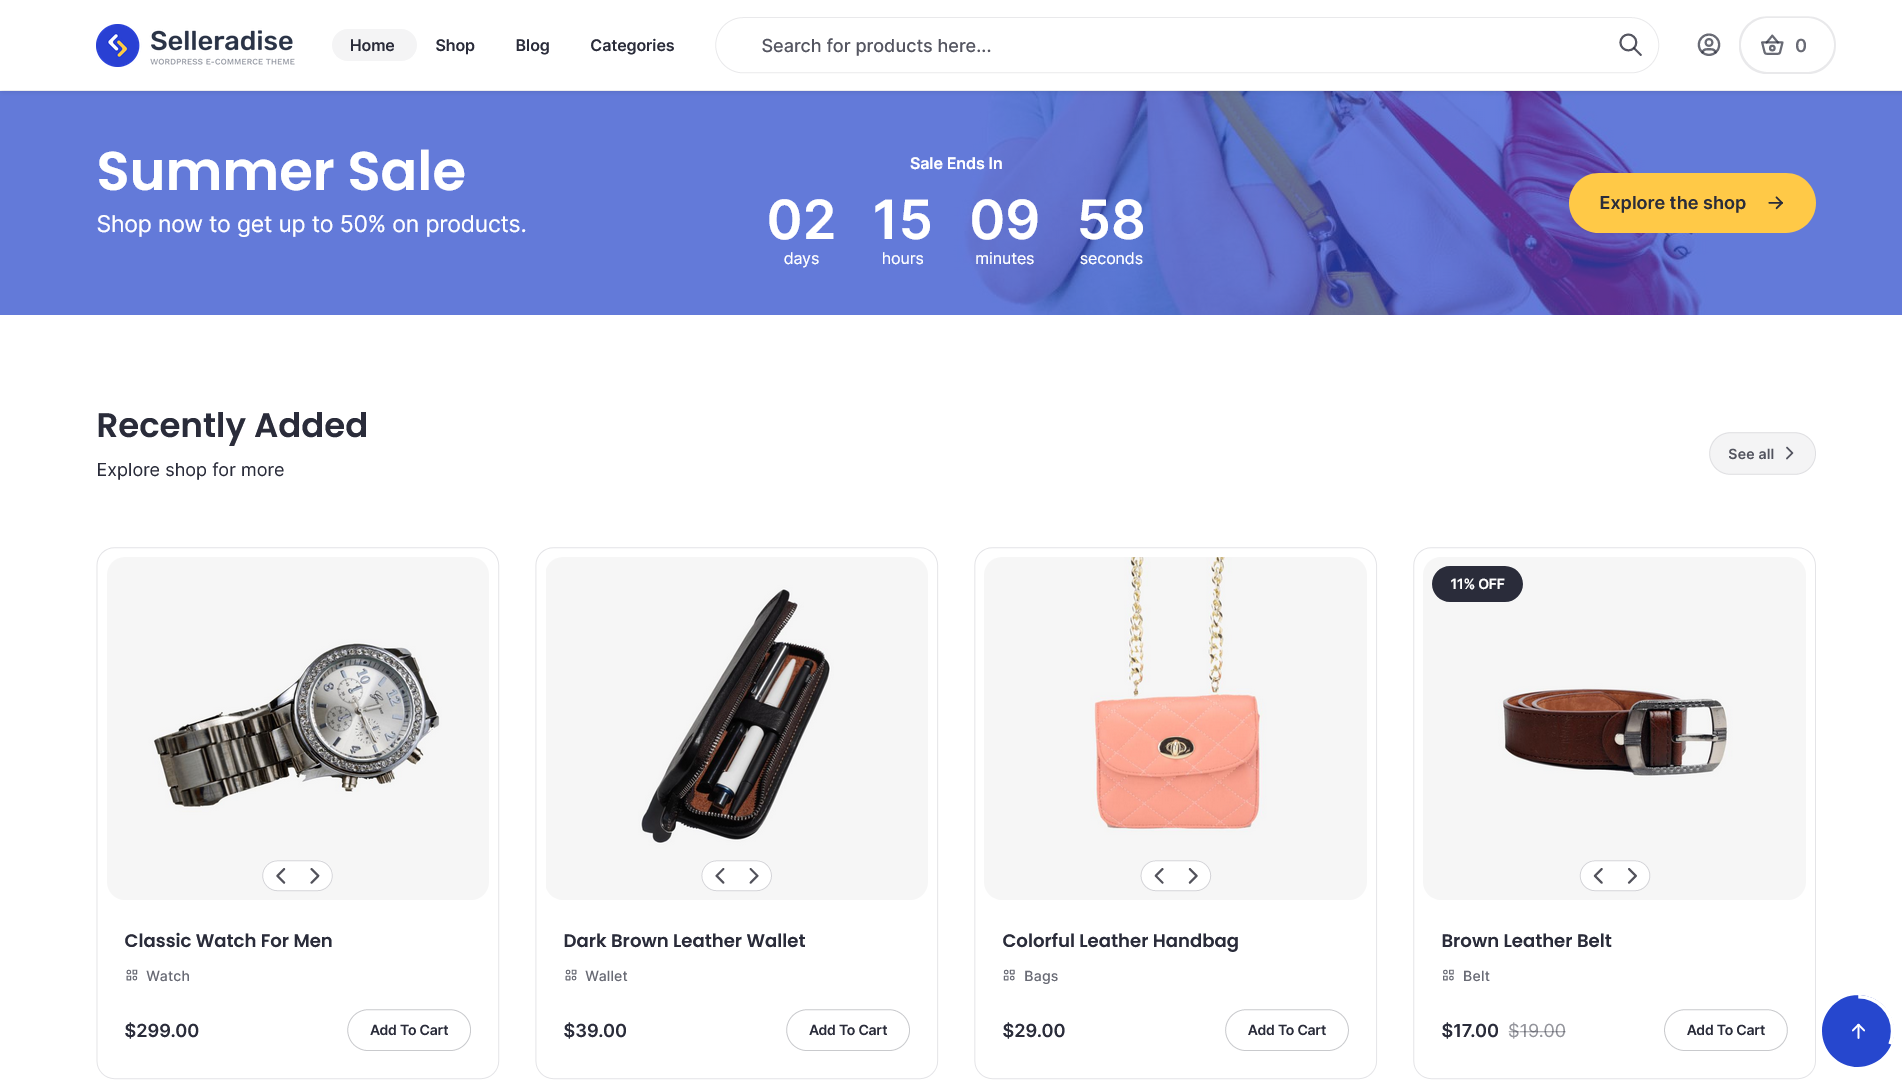 Selleradise
WORDPRESS E-COMMERCE THEME
Home
Shop
Blog
Categories
Search for products here...
0
Summer Sale
Shop now to get up to 50% on products.
Sale Ends In
02 15 09 58
days hours minutes seconds
Explore the shop
Recently Added
Explore shop for more
See all
11% OFF
Classic Watch For Men
Watch
$299.00
Add To Cart
Dark Brown Leather Wallet
Wallet
$39.00
Add To Cart
Colorful Leather Handbag
Bags
$29.00
Add To Cart
Brown Leather Belt
Belt
$17.00 $19.00
Add To Cart